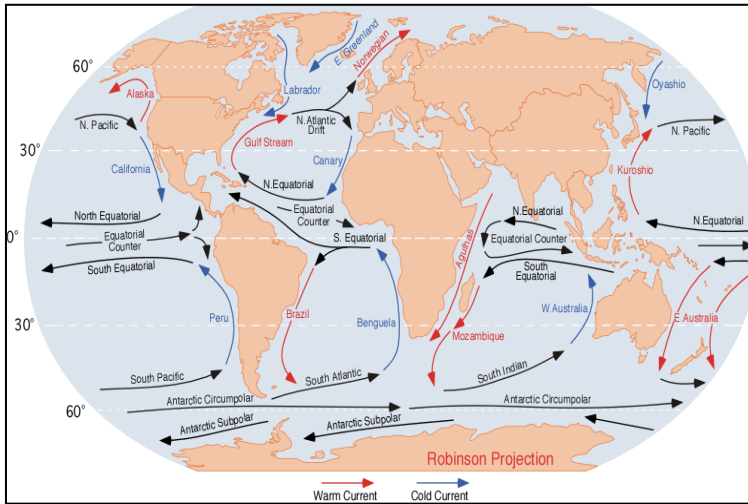 60°
30°
0°
30°
60°
Alaska
N. Pacific
California
North Equatorial
Equatorial
Counter
South Equatorial
Peru
South Pacific
Antarctic Circumpolar
Antarctic Subpolar
Labrador
E. Greenland
Norwegian
Gulf Stream
N.Atlantic
Drift
Canary
N.Equatorial
Equatorial
Counter
S. Equatorial
Brazil
Benguela
South Atlantic
Antarctic Subpolar
Agulhas
Mozambique
N.Equatorial
Equatorial Counter
South
Equatorial
W.Australia
South Indian
Antarctic Circumpolar
Oyashio
N. Pacific
Kuroshio
N.Equatorial
E.Australia
Robinson Projection
Warm Current
Cold Current